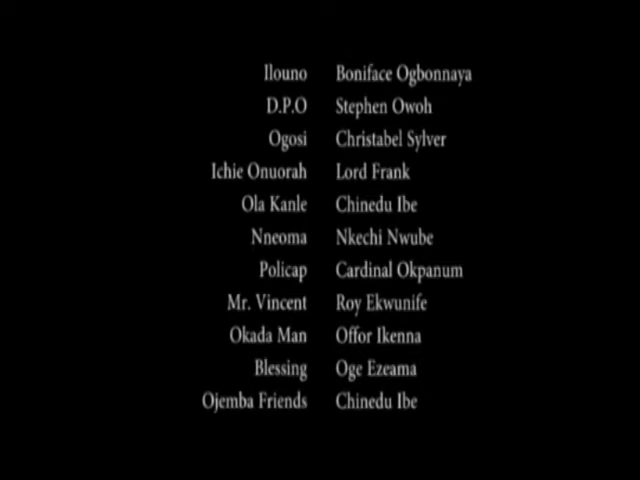 Ilouno Boniface Ogbonnaya
D.P.O Stephen Owoh
Ogosi Christabel Sylver
Ichie Onuorah Lord Frank
Ola Kanle Chinedu Ibe
Nneoma Nkechi Nwube
Policap Cardinal Okpanum
Mr. Vincent Roy Ekwunife
Okada Man Offor Ikenna
Blessing Oge Ezeama
Ojemba Friends Chinedu Ibe